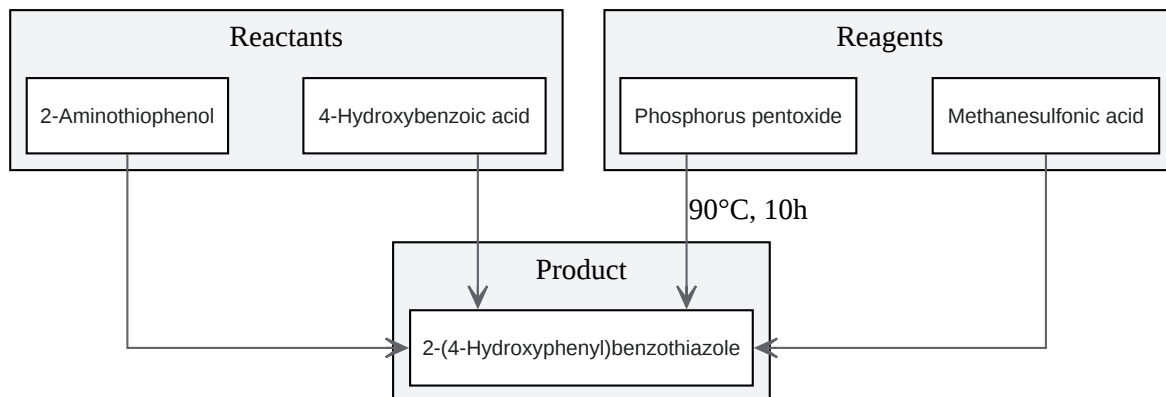 Reactants
Reagents
2-Aminothiophenol
4-Hydroxybenzoic acid
Phosphorus pentoxide
Methanesulfonic acid
90°C, 10h
Product
2-(4-Hydroxyphenyl)benzothiazole